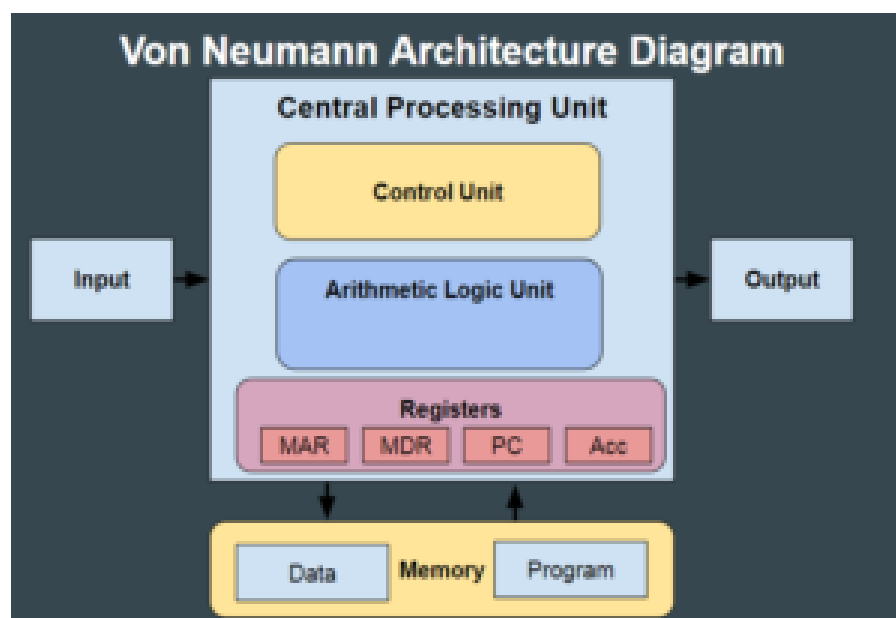 Von Neumann Architecture Diagram
Central Processing Unit
Control Unit
Input
Arithmetic Logic Unit
Output
Registers
MAR MDR PC Acc
Data Memory Program